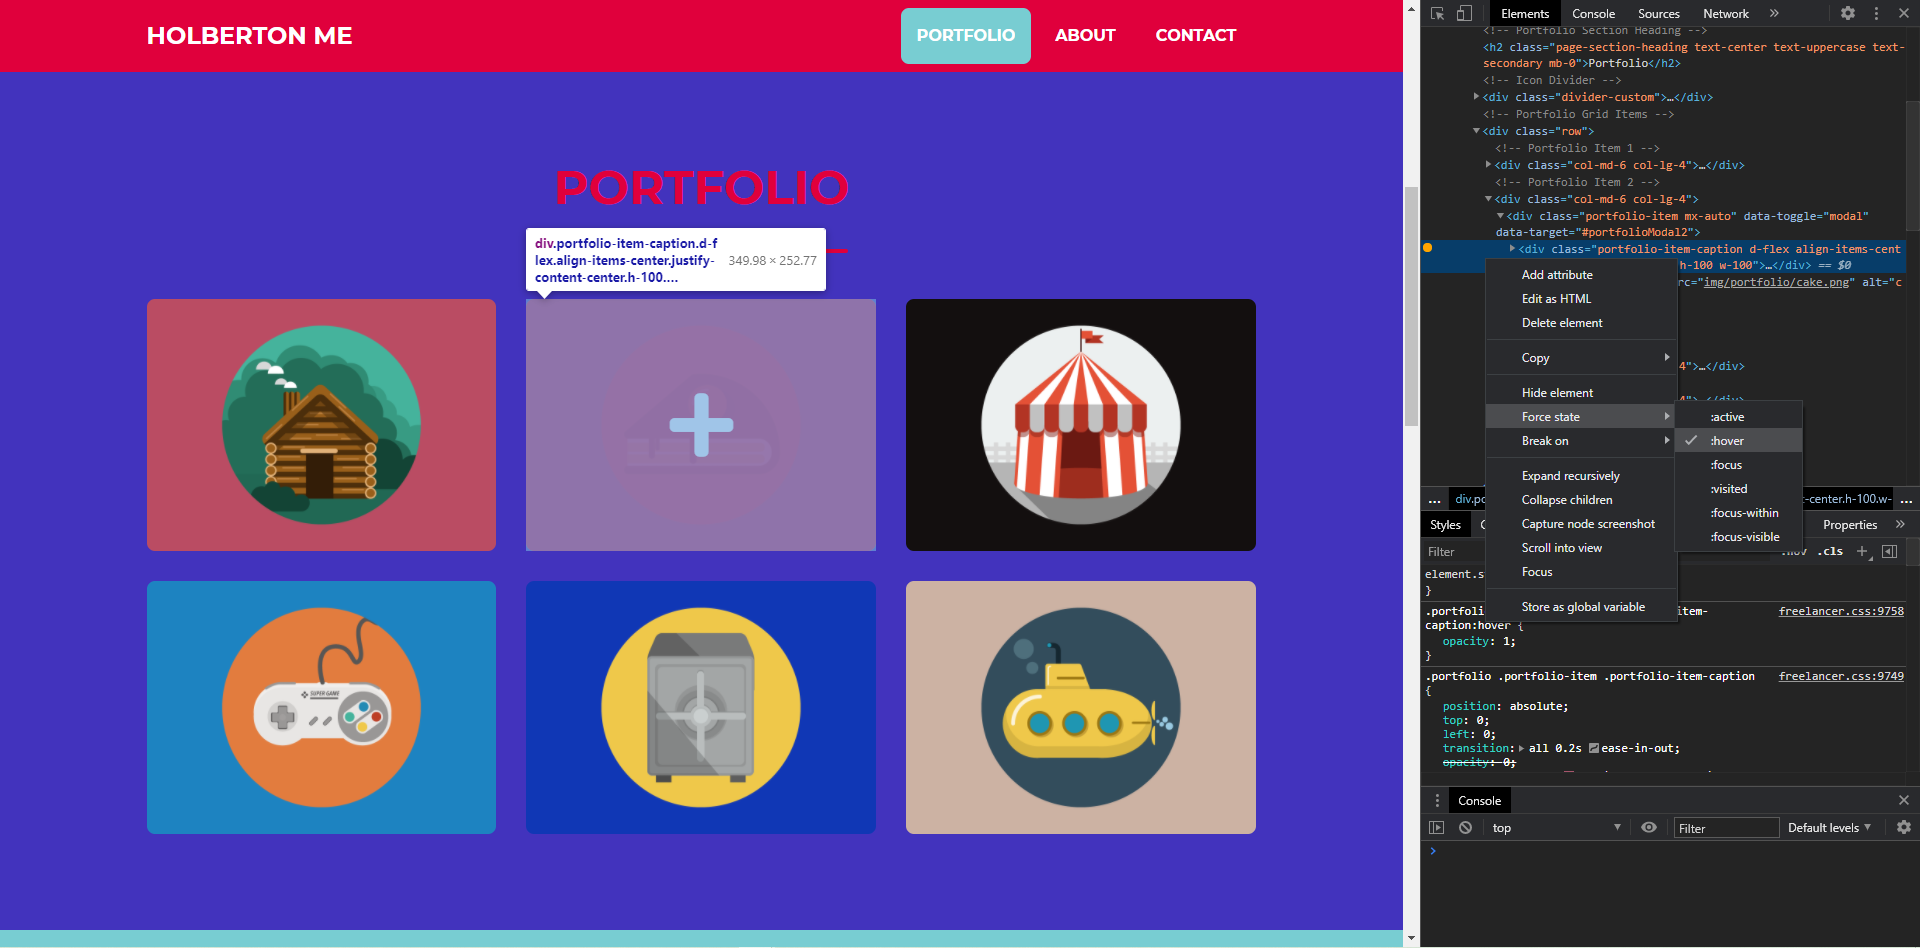 HOLBERTON ME
PORTFOLIO
ABOUT
CONTACT
PORTFOLIO
div.portfolio-item-caption.d-f
lex.align-items-center.justify-
content-center.h-100....
349.98 × 252.77
SUPER GAME
Elements
Console
Sources
Network
<!-- Portfolio Section Heading -->
<h2 class="page-section-heading text-center text-uppercase text-
secondary mb-0">Portfolio</h2>
<!-- Icon Divider -->
<div class="divider-custom">…</div>
<!-- Portfolio Grid Items -->
<div class="row">
<!-- Portfolio Item 1 -->
<div class="col-md-6 col-lg-4">…</div>
<!-- Portfolio Item 2 -->
<div class="col-md-6 col-lg-4">
<div class="portfolio-item mx-auto" data-toggle="modal"
data-target="#portfolioModal2">
<div class="portfolio-item-caption d-flex align-items-cent
h-100 w-100">…</div> == $0
rc="img/portfolio/cake.png" alt="c
4">…</div>
4">…</div>
Add attribute
Edit as HTML
Delete element
Copy
Hide element
Force state
Break on
Expand recursively
Collapse children
Capture node screenshot
Scroll into view
Focus
Store as global variable
:active
:hover
:focus
:visited
:focus-within
:focus-visible
...
div.po
-center.h-100.w-
...
Styles
Properties
Filter
:hov
.cls
element.s
}
.portfoli
item-
freelancer.css:9758
caption:hover {
opacity: 1;
}
.portfolio .portfolio-item .portfolio-item-caption
freelancer.css:9749
{
position: absolute;
top: 0;
left: 0;
transition: all 0.2s ease-in-out;
opacity: 0;
Console
top
Filter
Default levels